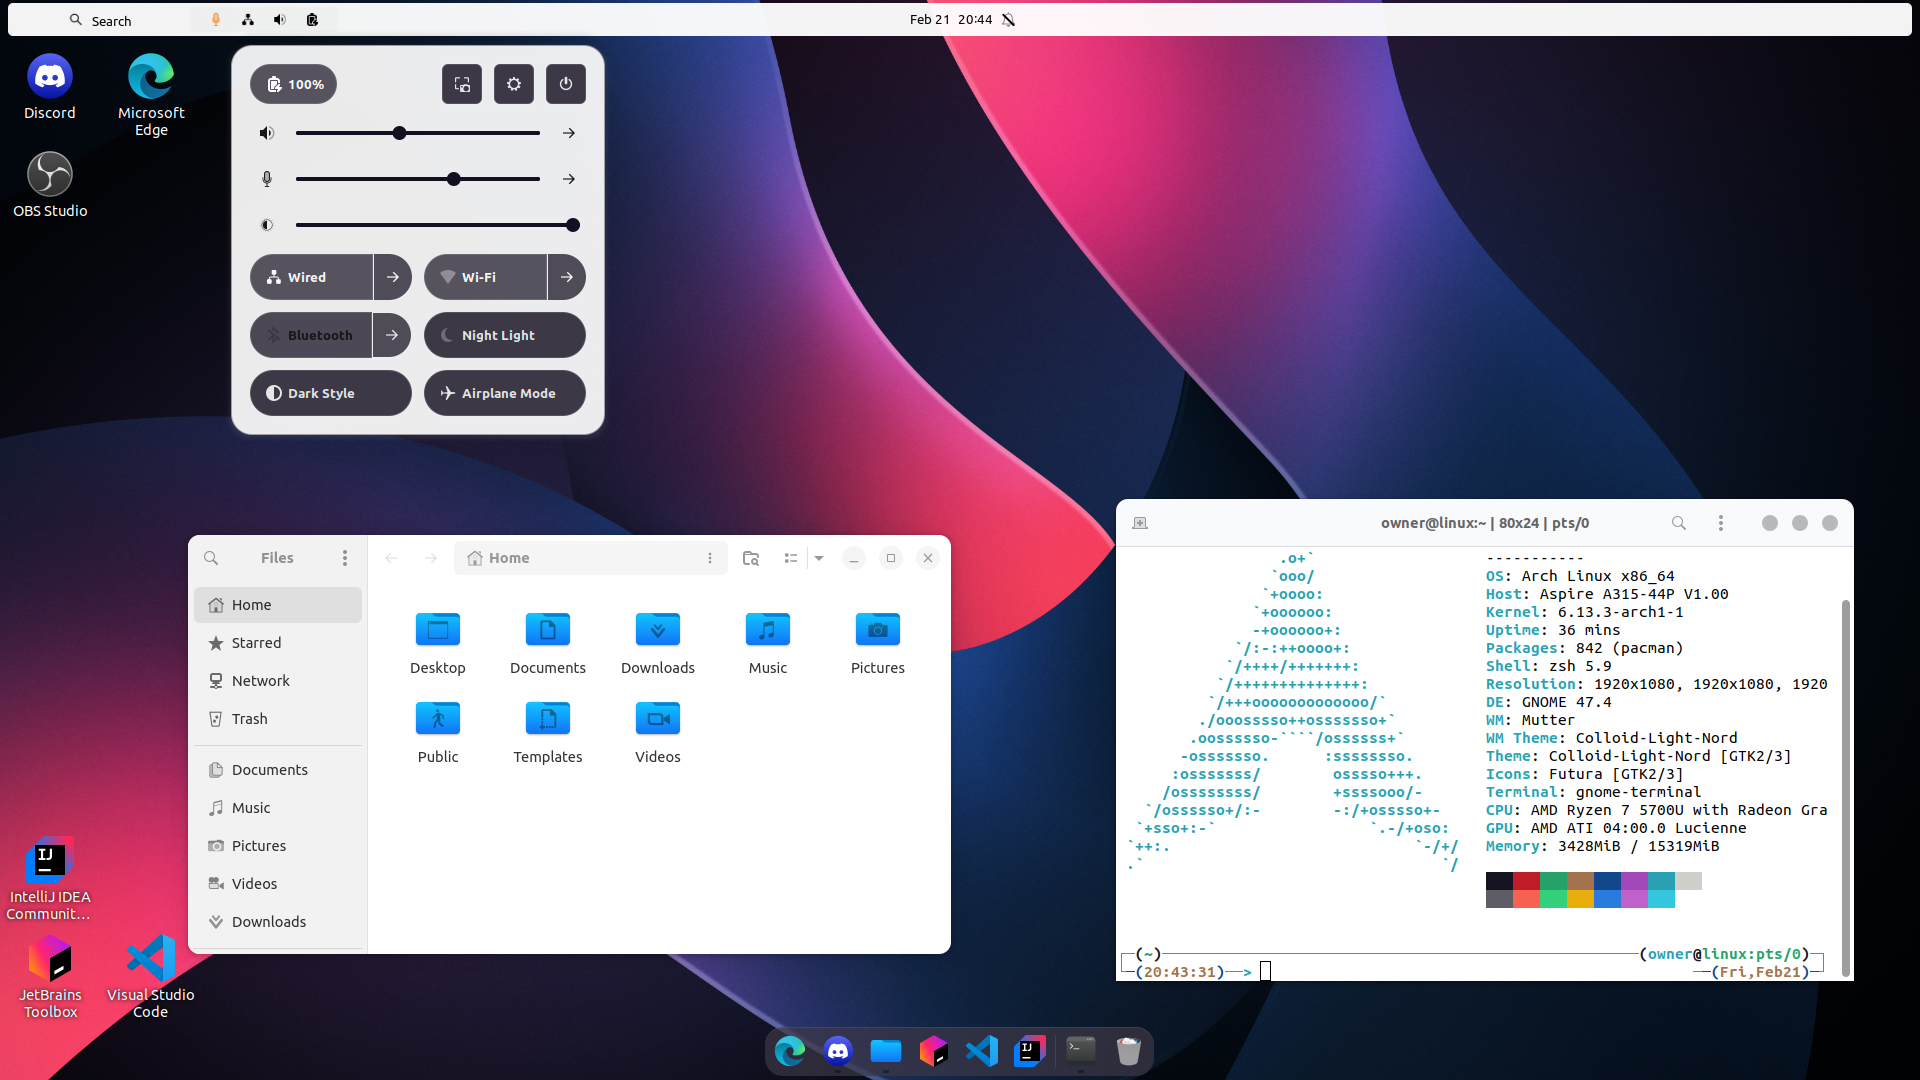 Search
Feb 21 20:44
Discord
Microsoft
Edge
OBS Studio
100%
Wired
Wi-Fi
Bluetooth
Night Light
Dark Style
Airplane Mode
Files
Home
Home
Starred
Network
Trash
Documents
Music
Pictures
Videos
Downloads
Desktop
Documents
Downloads
Music
Pictures
Public
Templates
Videos
owner@linux:~ | 80x24 | pts/0
-----------
OS: Arch Linux x86_64
Host: Aspire A315-44P V1.00
Kernel: 6.13.3-arch1-1
Uptime: 36 mins
Packages: 842 (pacman)
Shell: zsh 5.9
Resolution: 1920x1080, 1920x1080, 1920
DE: GNOME 47.4
WM: Mutter
WM Theme: Colloid-Light-Nord
Theme: Colloid-Light-Nord [GTK2/3]
Icons: Futura [GTK2/3]
Terminal: gnome-terminal
CPU: AMD Ryzen 7 5700U with Radeon Gra
GPU: AMD ATI 04:00.0 Lucienne
Memory: 3428MiB / 15319MiB
(~) (owner@linux:pts/0)
(20:43:31)—> (Fri,Feb21)
IntelliJ IDEA
Communit...
JetBrains
Toolbox
Visual Studio
Code